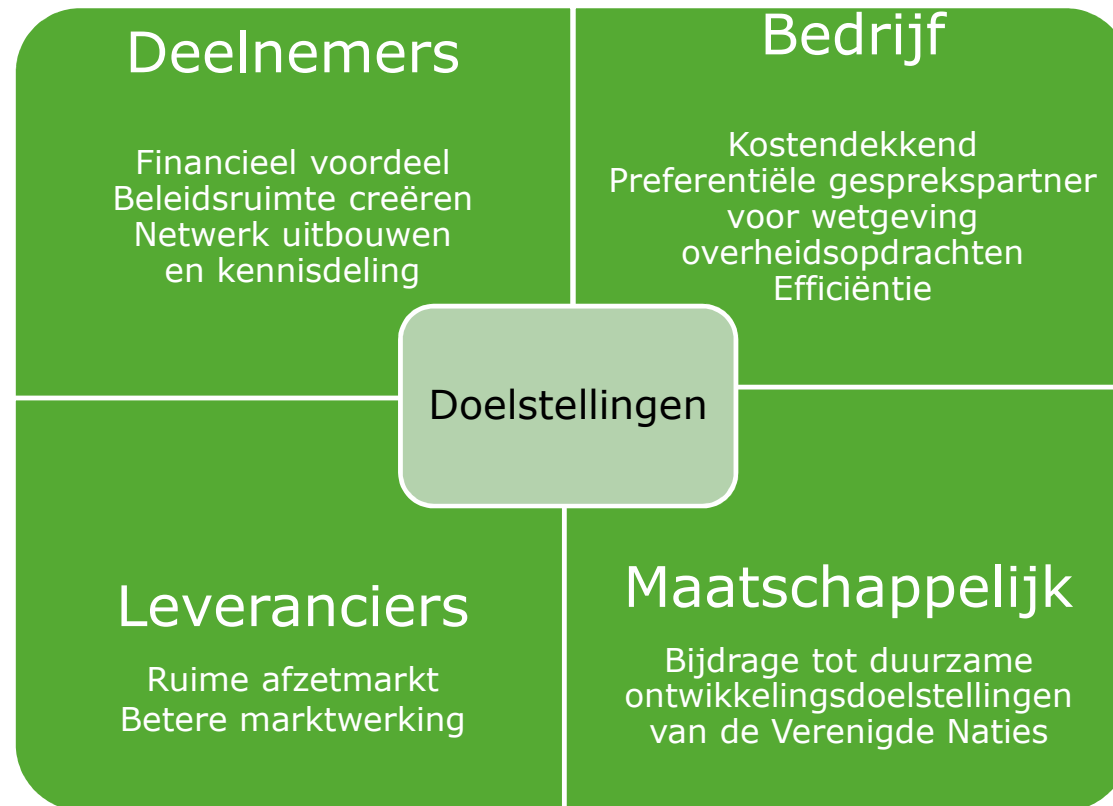 Deelnemers
Financieel voordeel
Beleidsruimte creëren
Netwerk uitbouwen
en kennisdeling
Bedrijf
Kostendekkend
Preferentiële gesprekspartner
voor wetgeving
overheidsopdrachten
Efficiëntie
Doelstellingen
Leveranciers
Ruime afzetmarkt
Betere marktwerking
Maatschappelijk
Bijdrage tot duurzame
ontwikkelingsdoelstellingen
van de Verenigde Naties